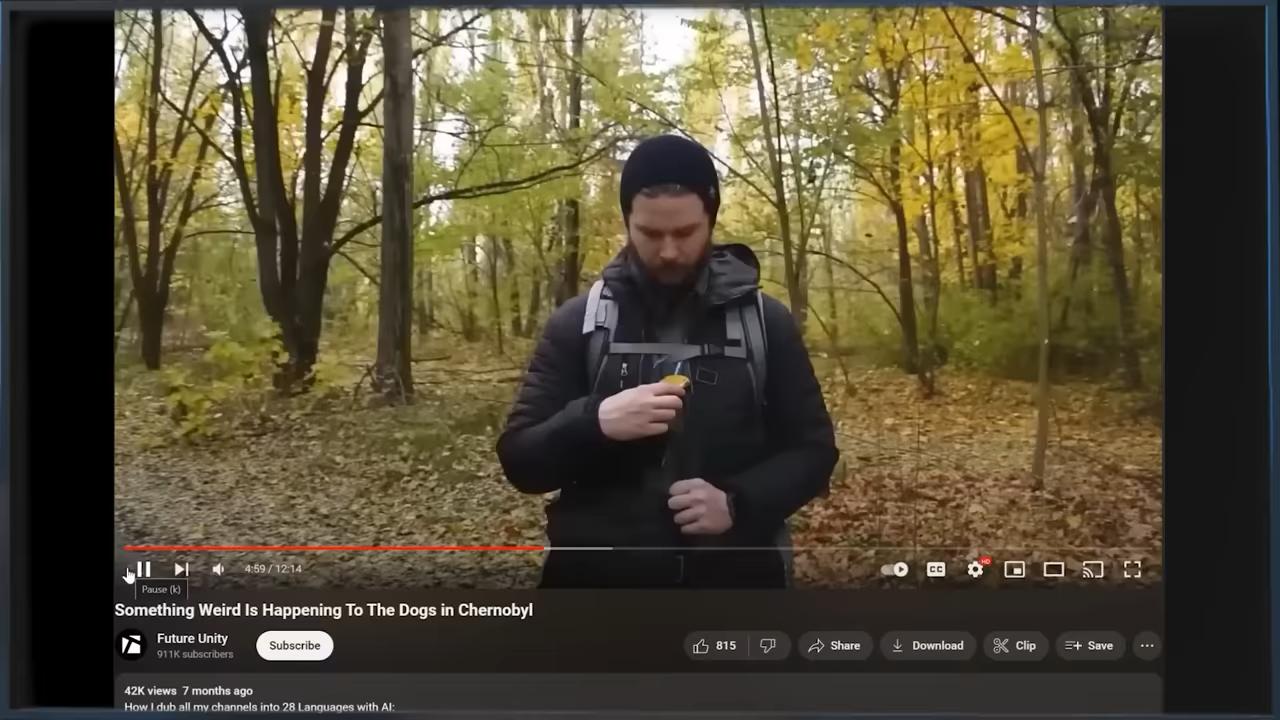 4:59 / 12:14
CC
HD
Pause (k)
Something Weird Is Happening To The Dogs in Chernobyl
Future Unity
911K subscribers
Subscribe
815
Share
Download
Clip
Save
42K views 7 months ago
How I dub all my channels into 28 Languages with AI: